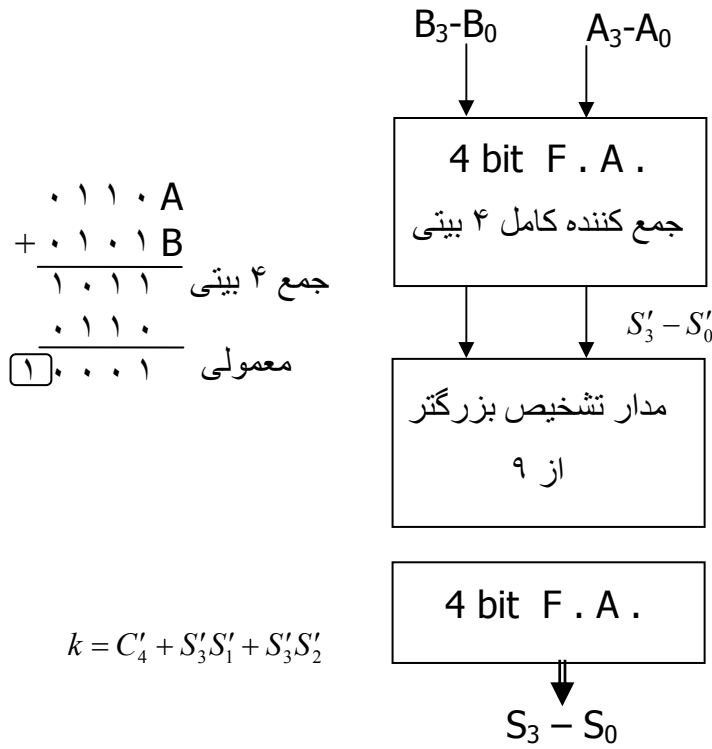 B₃-B₀ A₃-A₀
4 bit F . A .
جمع کننده کامل ۴ بیتی
S′₃ − S′₀
مدار تشخیص بزرگتر
از ۹
4 bit F . A .
S₃ – S₀
۰ ۱ ۱ ۰ A
+ ۰ ۱ ۰ ۱ B
۱ ۰ ۱ ۱ جمع ۴ بیتی
۰ ۱ ۱ ۰
۱ ۰ ۰ ۰ ۱ معمولی
k = C′₄ + S′₃S′₁ + S′₃S′₂